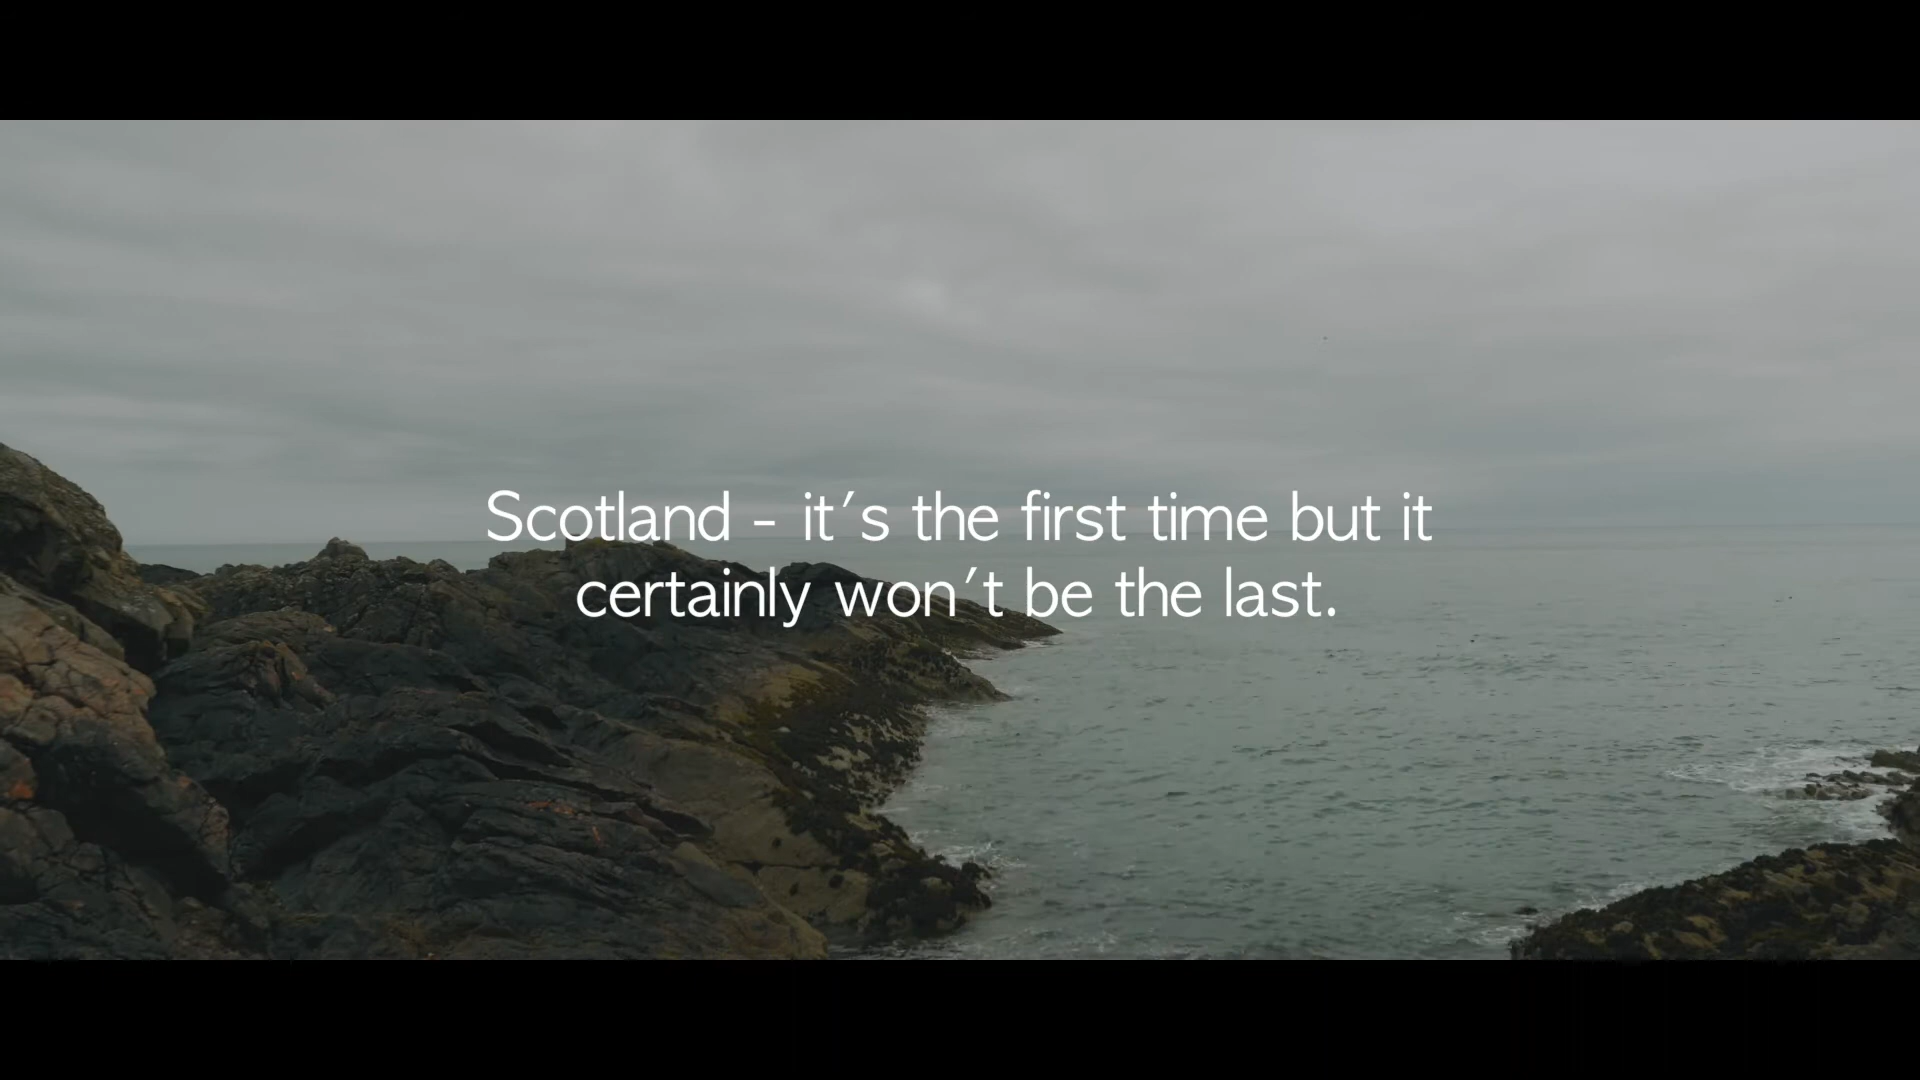 Scotland - it´s the first time but it
certainly won´t be the last.